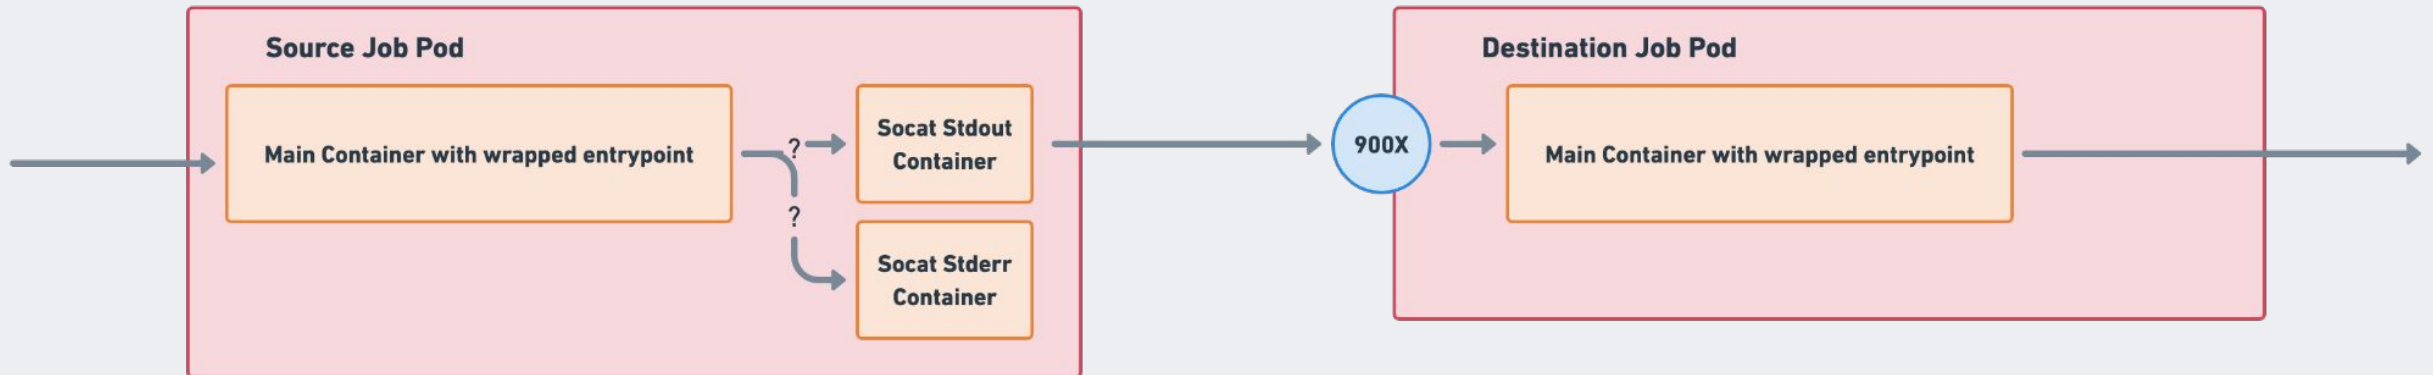 Source Job Pod
Main Container with wrapped entrypoint
?
?
Socat Stdout
Container
Socat Stderr
Container
900X
Destination Job Pod
Main Container with wrapped entrypoint